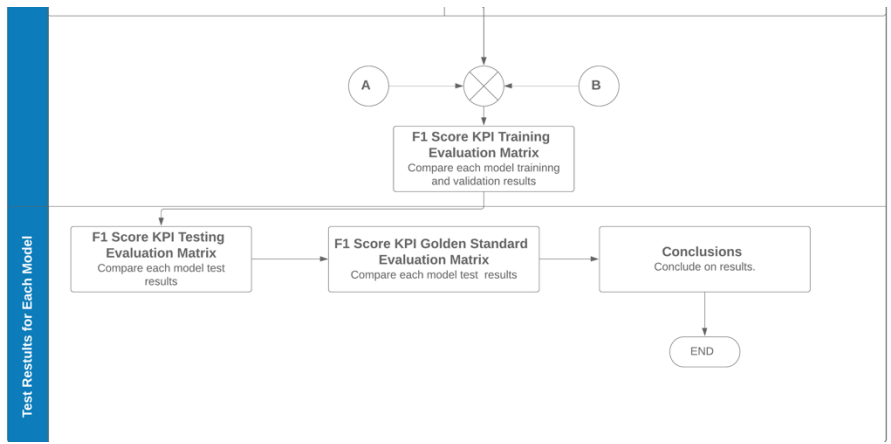 A
B
F1 Score KPI Training
Evaluation Matrix
Compare each model traininng
and validation results
Test Restults for Each Model
F1 Score KPI Testing
Evaluation Matrix
Compare each model test
results
F1 Score KPI Golden Standard
Evaluation Matrix
Compare each model test results
Conclusions
Conclude on results.
END